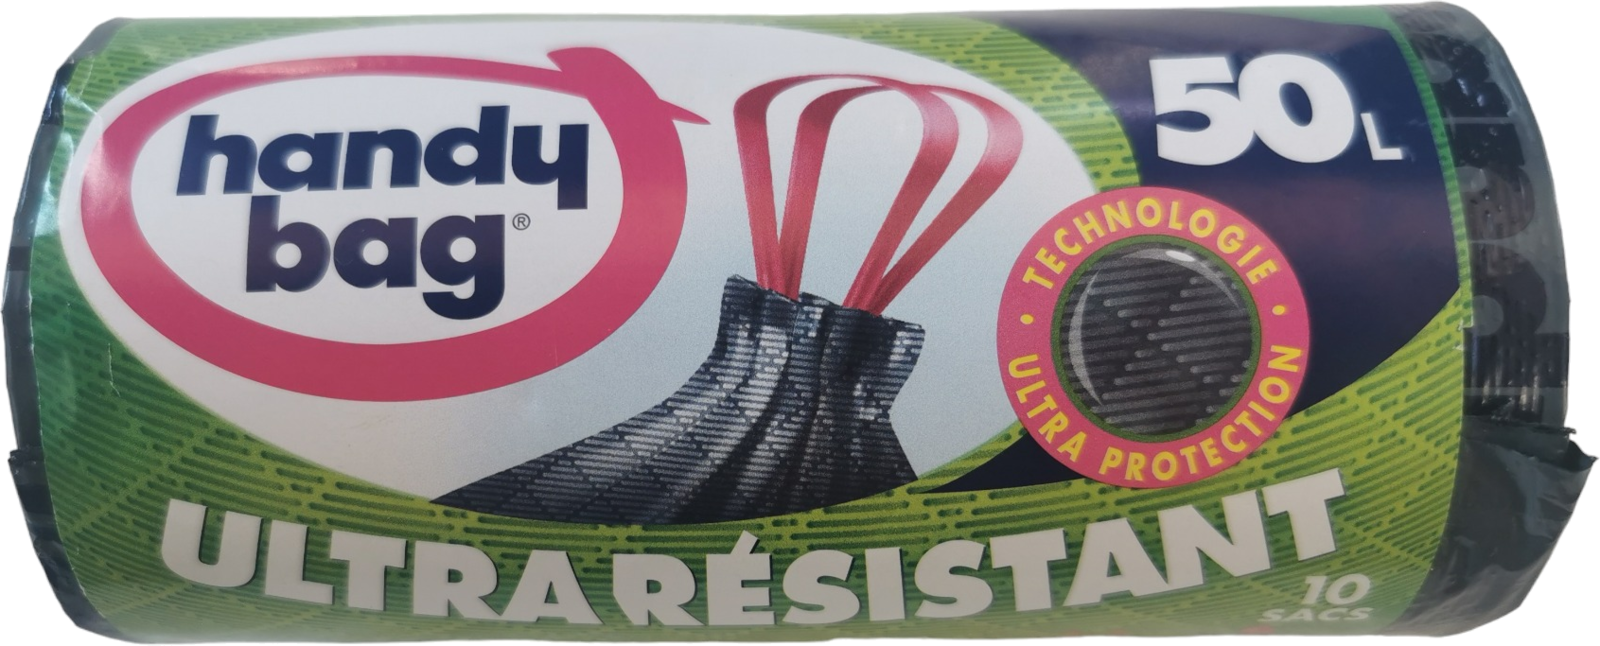 handy
bag®
50L
TECHNOLOGIE
ULTRA PROTECTION
ULTRA RÉSISTANT
10
SACS